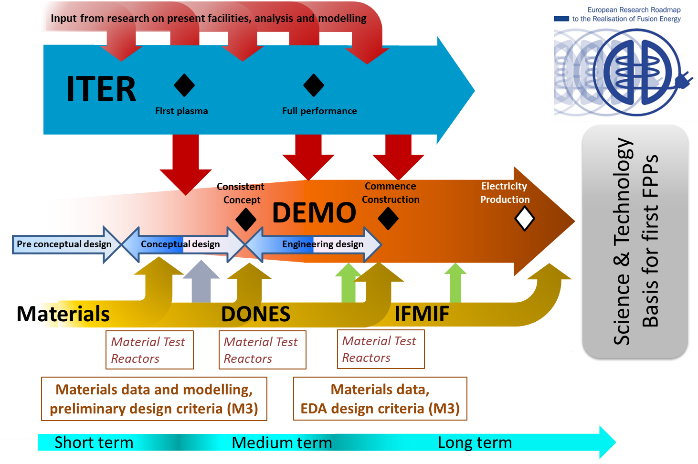 Input from research on present facilities, analysis and modelling
European Research Roadmap
to the Realisation of Fusion Energy
ITER
First plasma
Full performance
Consistent
Concept
DEMO
Commence
Construction
Electricity
Production
Pre conceptual design
Conceptual design
Engineering design
Science & Technology
Basis for first FPPs
Materials
DONES
IFMIF
Material Test
Reactors
Material Test
Reactors
Material Test
Reactors
Materials data and modelling,
preliminary design criteria (M3)
Materials data,
EDA design criteria (M3)
Short term
Medium term
Long term